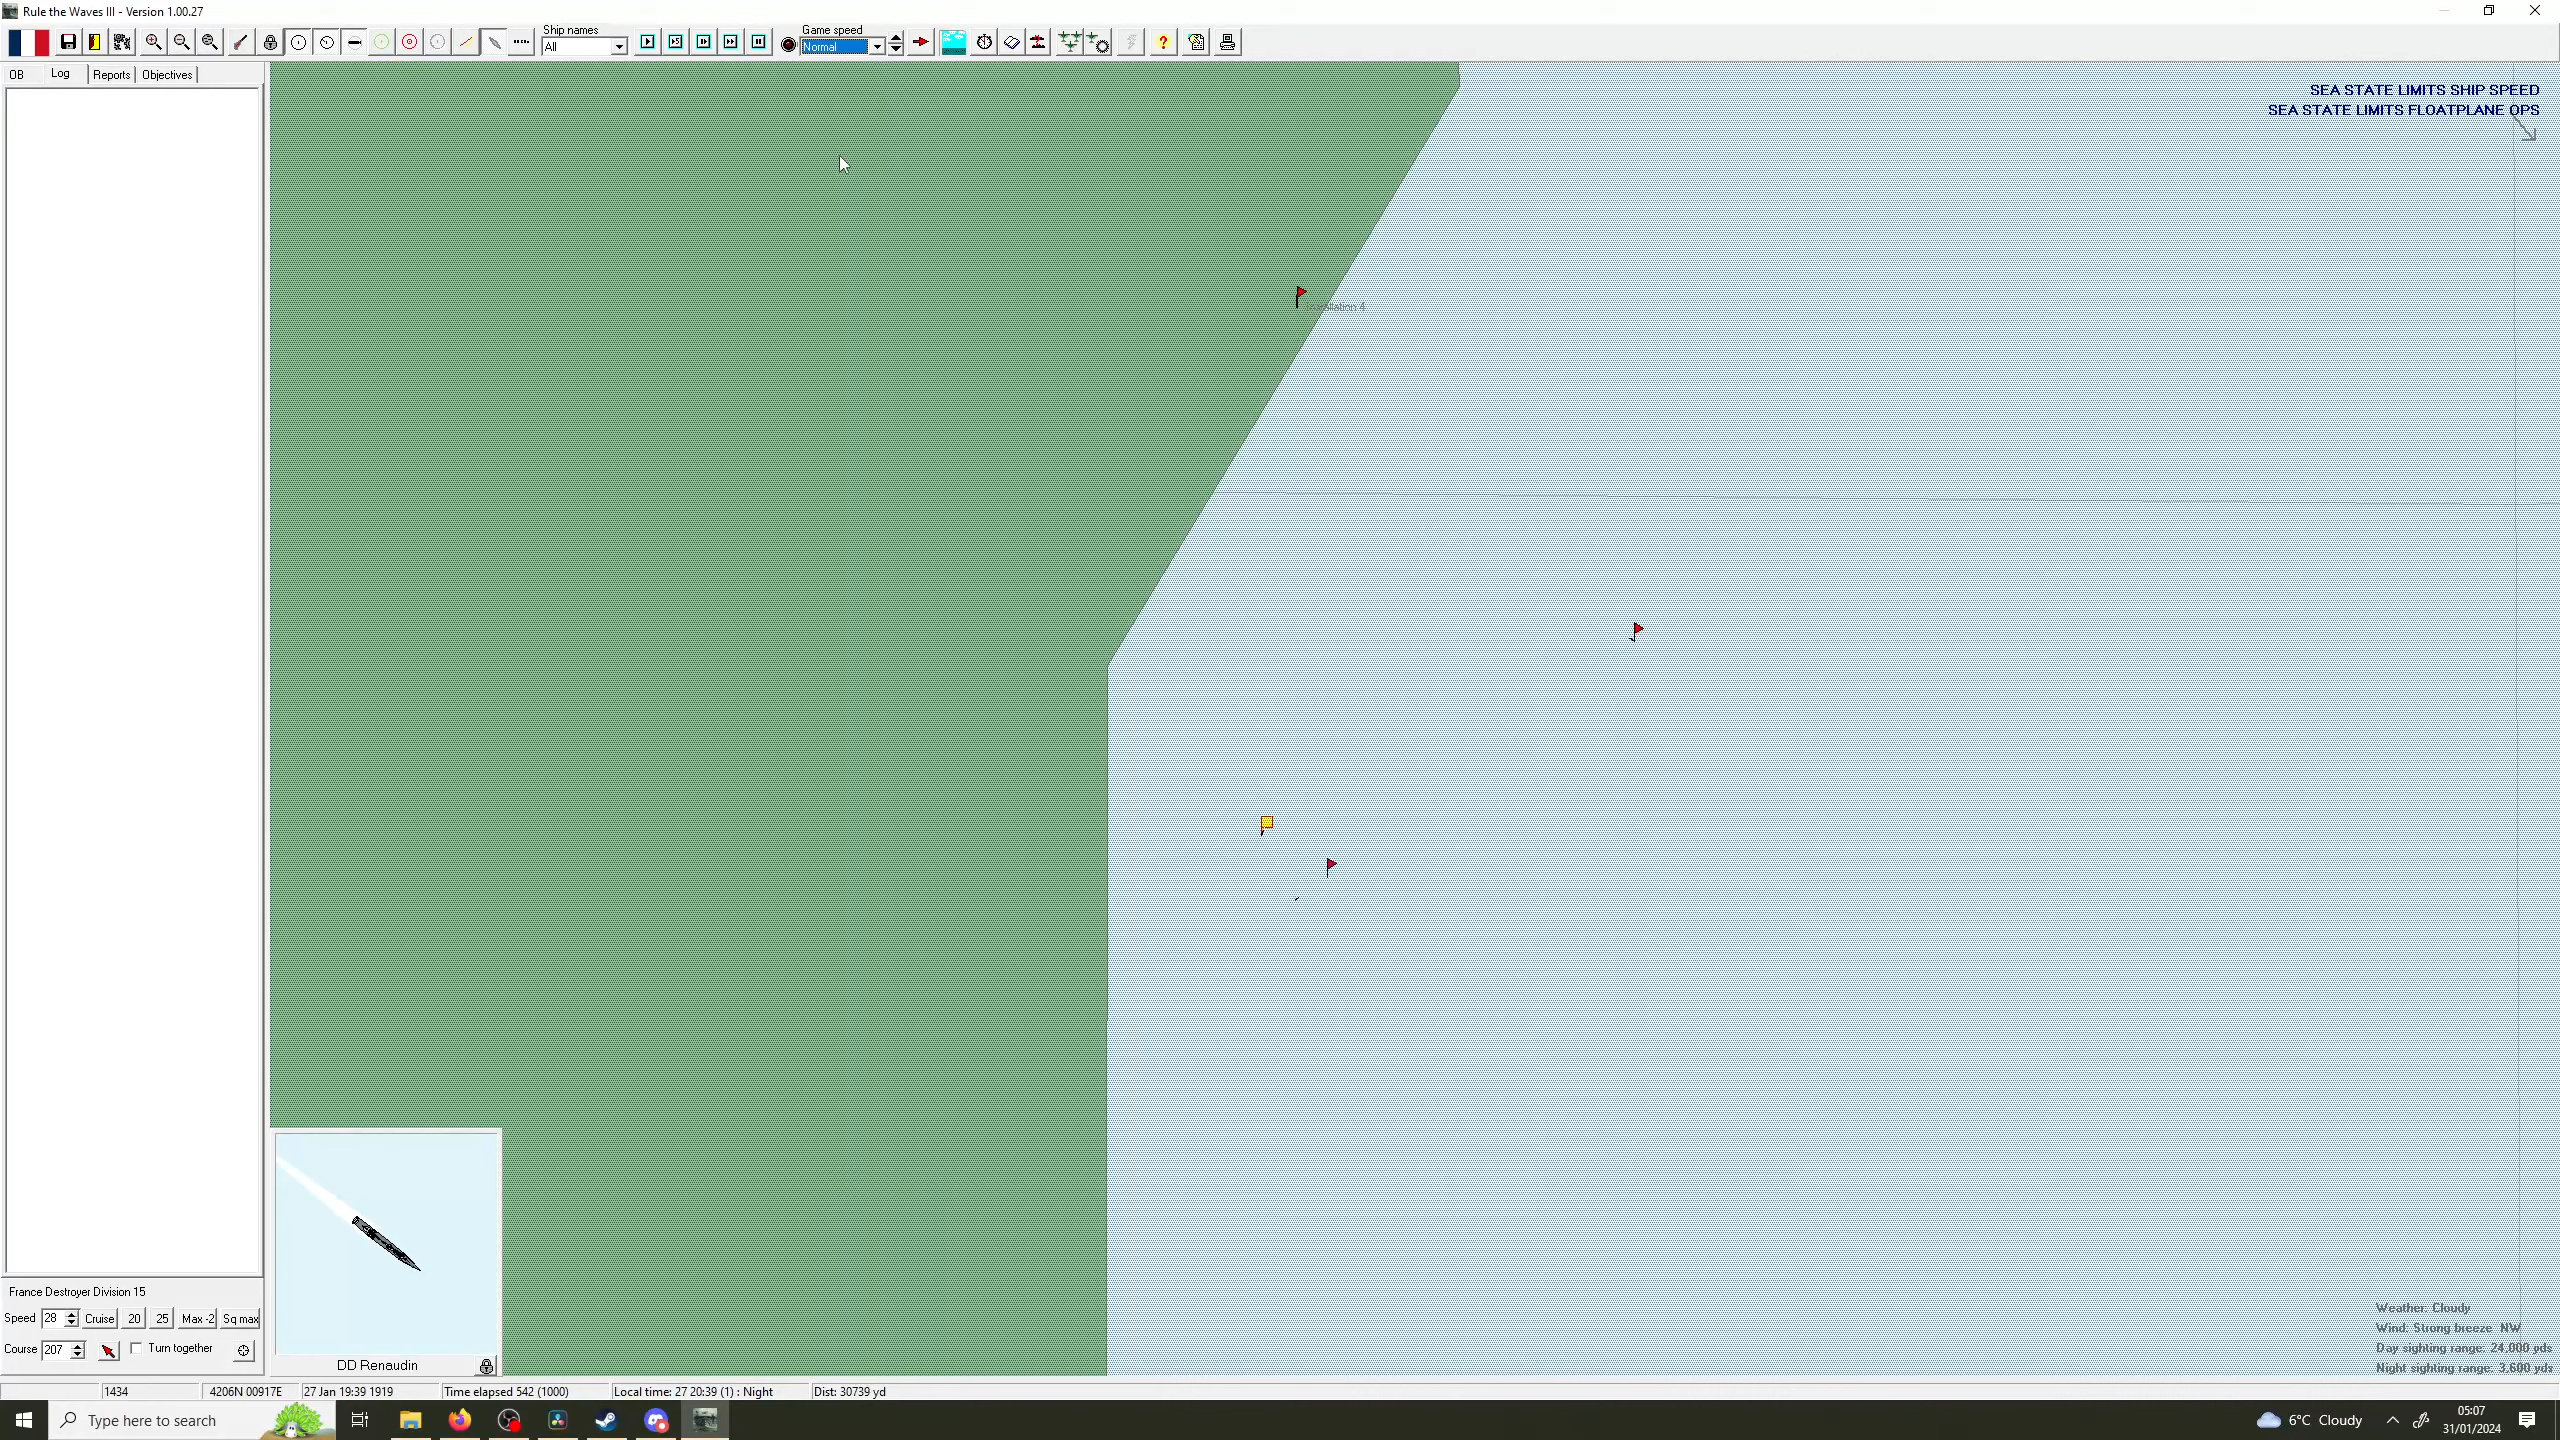 Rule the Waves III - Version 1.00.27
Ship names
All
Game speed
Normal
OB
Log
Reports
Objectives
SEA STATE LIMITS SHIP SPEED
SEA STATE LIMITS FLOATPLANE OPS
France Destroyer Division 15
Speed 28 Cruise 20 25 Max -2 Sq max
Course 207 Turn together
DD Renaudin
Weather: Cloudy
Wind: Strong breeze NW
Day sighting range: 24,000 yds
Night sighting range: 3,600 yds
1434 4206N 00917E 27 Jan 19:39 1919 Time elapsed 542 (1000) Local time: 27 20:39 (1) : Night Dist: 30739 yd
Type here to search
6°C Cloudy
05:07
31/01/2024